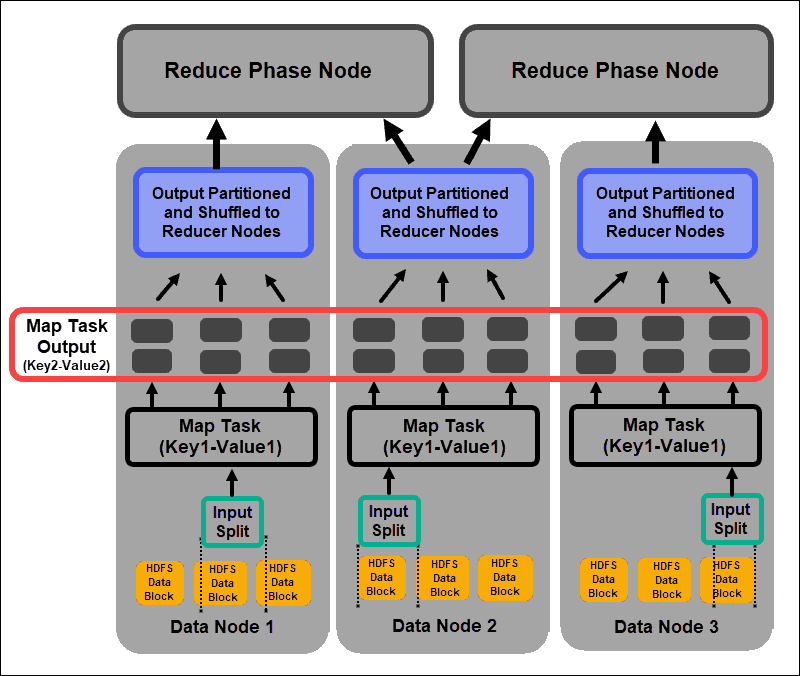 Reduce Phase Node
Reduce Phase Node
Output Partitioned
and Shuffled to
Reducer Nodes
Output Partitioned
and Shuffled to
Reducer Nodes
Output Partitioned
and Shuffled to
Reducer Nodes
Map Task
Output
(Key2-Value2)
Map Task
(Key1-Value1)
Map Task
(Key1-Value1)
Map Task
(Key1-Value1)
Input
Split
Input
Split
Input
Split
HDFS
Data
Block
HDFS
Data
Block
HDFS
Data
Block
HDFS
Data
Block
HDFS
Data
Block
HDFS
Data
Block
HDFS
Data
Block
HDFS
Data
Block
HDFS
Data
Block
Data Node 1
Data Node 2
Data Node 3